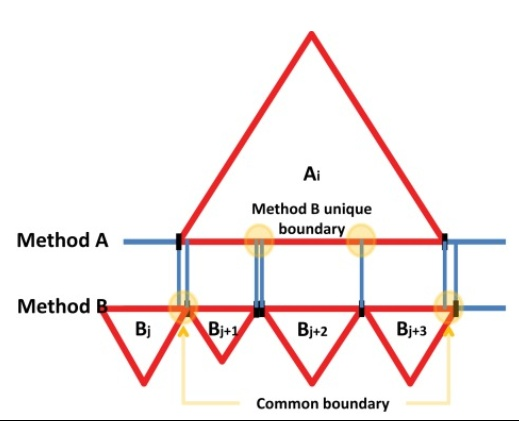 Ai
Method B unique
boundary
Method A
Method B
Bj
Bj+1
Bj+2
Bj+3
Common boundary